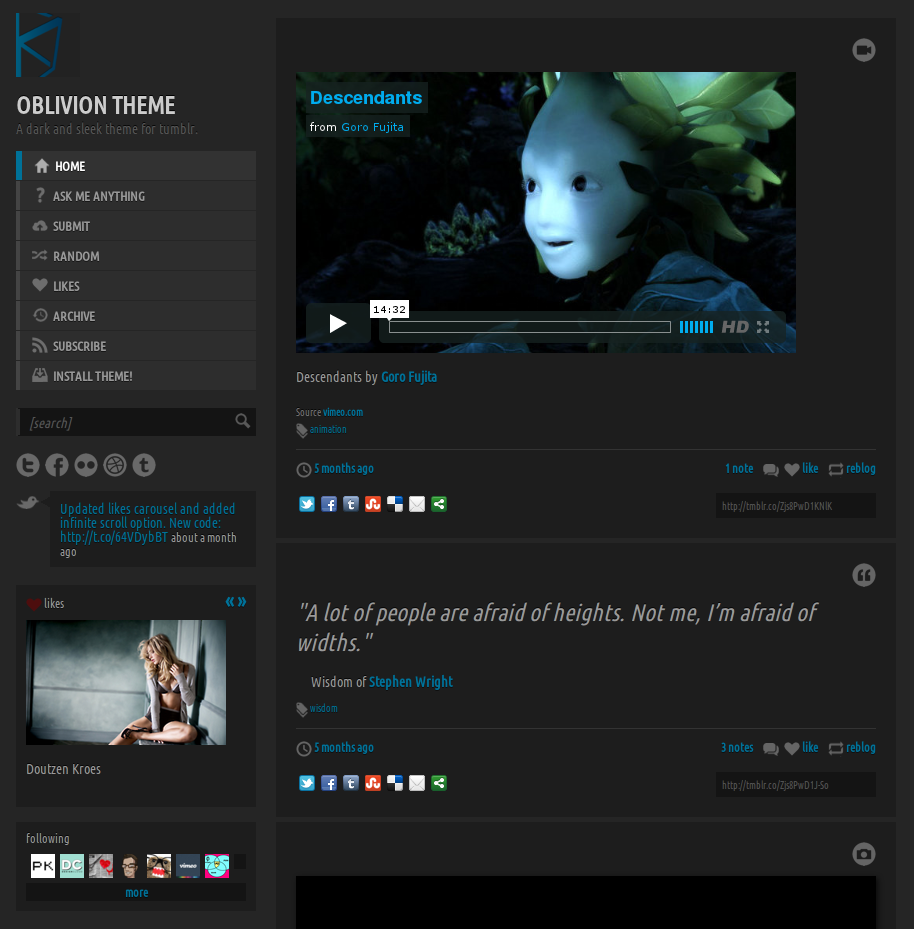 OBLIVION THEME
A dark and sleek theme for tumblr.
HOME
ASK ME ANYTHING
SUBMIT
RANDOM
LIKES
ARCHIVE
SUBSCRIBE
INSTALL THEME!
[search]
Updated likes carousel and added
infinite scroll option. New code:
http://t.co/64VDybBT about a month
ago
likes « »
Doutzen Kroes
following
PK DC vimeo
more
Descendants
from Goro Fujita
14:32
HD
Descendants by Goro Fujita
Source vimeo.com
animation
5 months ago 1 note like reblog
http://tmblr.co/Zjs8PwD1KNlK
"A lot of people are afraid of heights. Not me, I’m afraid of
widths."
Wisdom of Stephen Wright
wisdom
5 months ago 3 notes like reblog
http://tmblr.co/Zjs8PwD1J-So